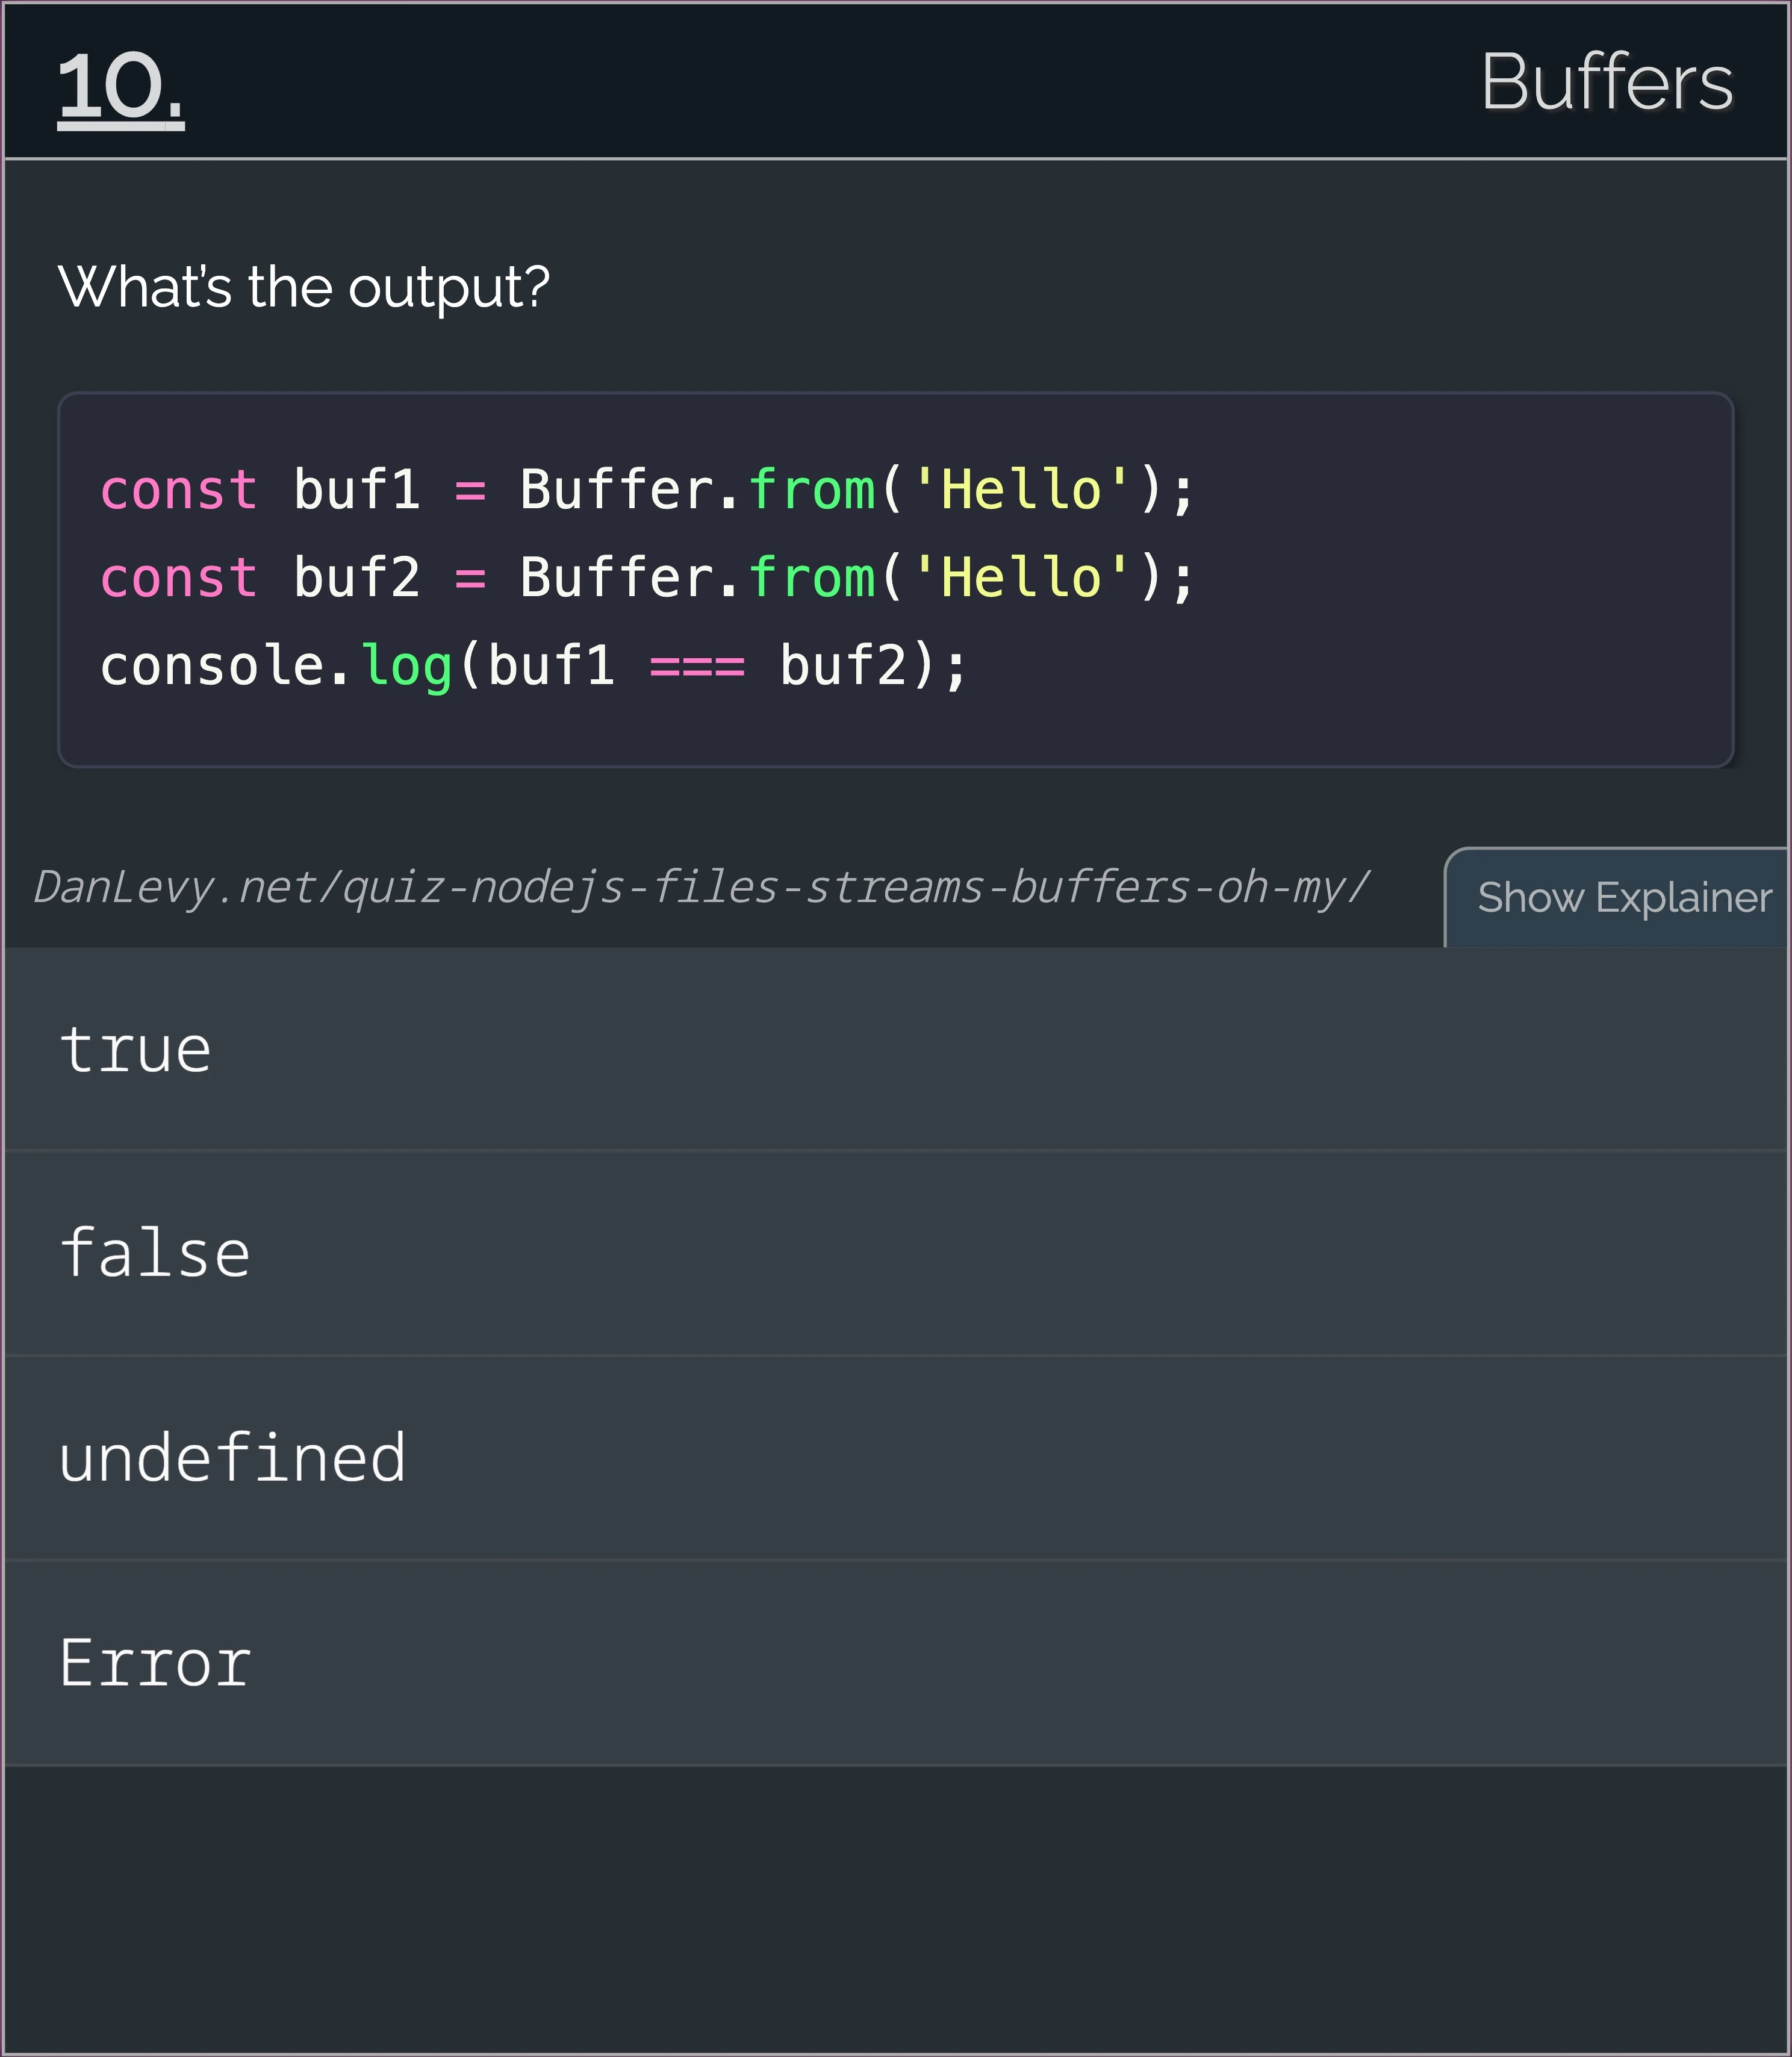 10.
Buffers
What's the output?
const buf1 = Buffer.from('Hello');
const buf2 = Buffer.from('Hello');
console.log(buf1 === buf2);
DanLevy.net/quiz-nodejs-files-streams-buffers-oh-my/
Show Explainer
true
false
undefined
Error